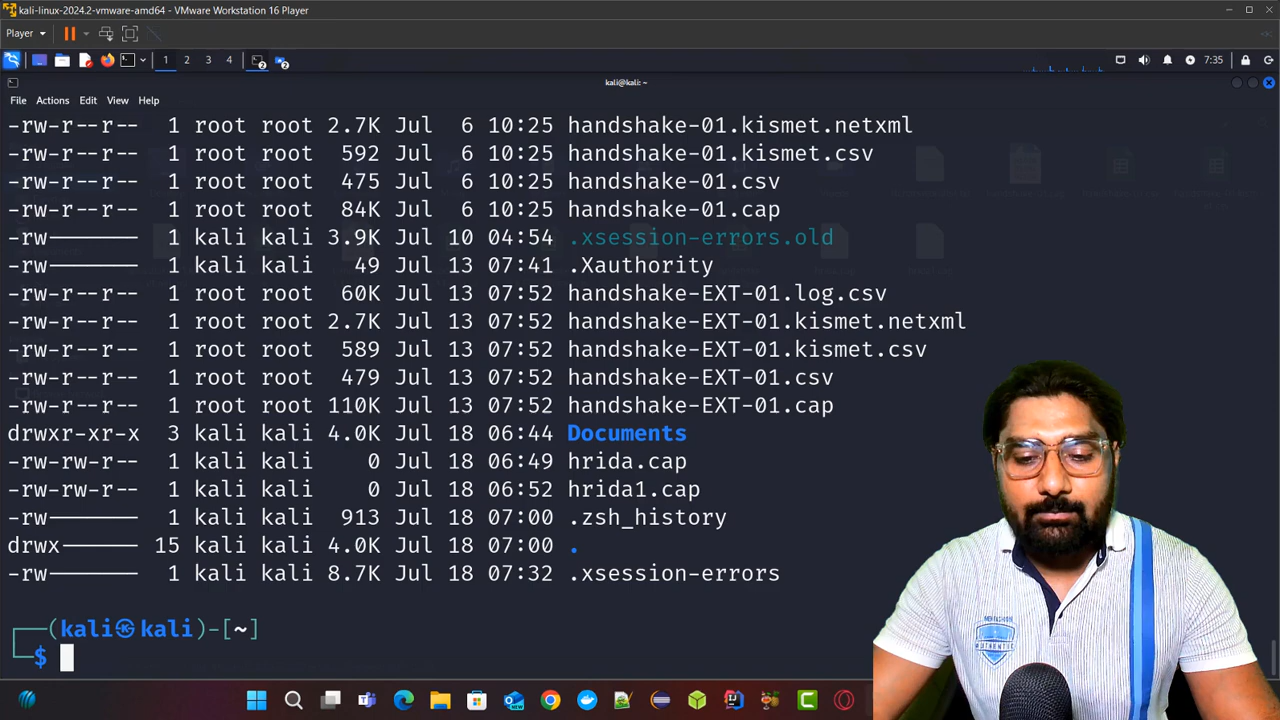 kali-linux-2024.2-vmware-amd64 - VMware Workstation 16 Player
Player
1 2 3 4 2 2 7:35
kali@kali: ~
File Actions Edit View Help
-rw-r--r-- 1 root root 2.7K Jul 6 10:25 handshake-01.kismet.netxml
-rw-r--r-- 1 root root 592 Jul 6 10:25 handshake-01.kismet.csv
-rw-r--r-- 1 root root 475 Jul 6 10:25 handshake-01.csv
-rw-r--r-- 1 root root 84K Jul 6 10:25 handshake-01.cap
-rw------- 1 kali kali 3.9K Jul 10 04:54 .xsession-errors.old
-rw------- 1 kali kali 49 Jul 13 07:41 .Xauthority
-rw-r--r-- 1 root root 60K Jul 13 07:52 handshake-EXT-01.log.csv
-rw-r--r-- 1 root root 2.7K Jul 13 07:52 handshake-EXT-01.kismet.netxml
-rw-r--r-- 1 root root 589 Jul 13 07:52 handshake-EXT-01.kismet.csv
-rw-r--r-- 1 root root 479 Jul 13 07:52 handshake-EXT-01.csv
-rw-r--r-- 1 root root 110K Jul 13 07:52 handshake-EXT-01.cap
drwxr-xr-x 3 kali kali 4.0K Jul 18 06:44 Documents
-rw-rw-r-- 1 kali kali 0 Jul 18 06:49 hrida.cap
-rw-rw-r-- 1 kali kali 0 Jul 18 06:52 hrida1.cap
-rw------- 1 kali kali 913 Jul 18 07:00 .zsh_history
drwx------ 15 kali kali 4.0K Jul 18 07:00 .
-rw------- 1 kali kali 8.7K Jul 18 07:32 .xsession-errors
┌──(kali㉿kali)-[~]
└─$